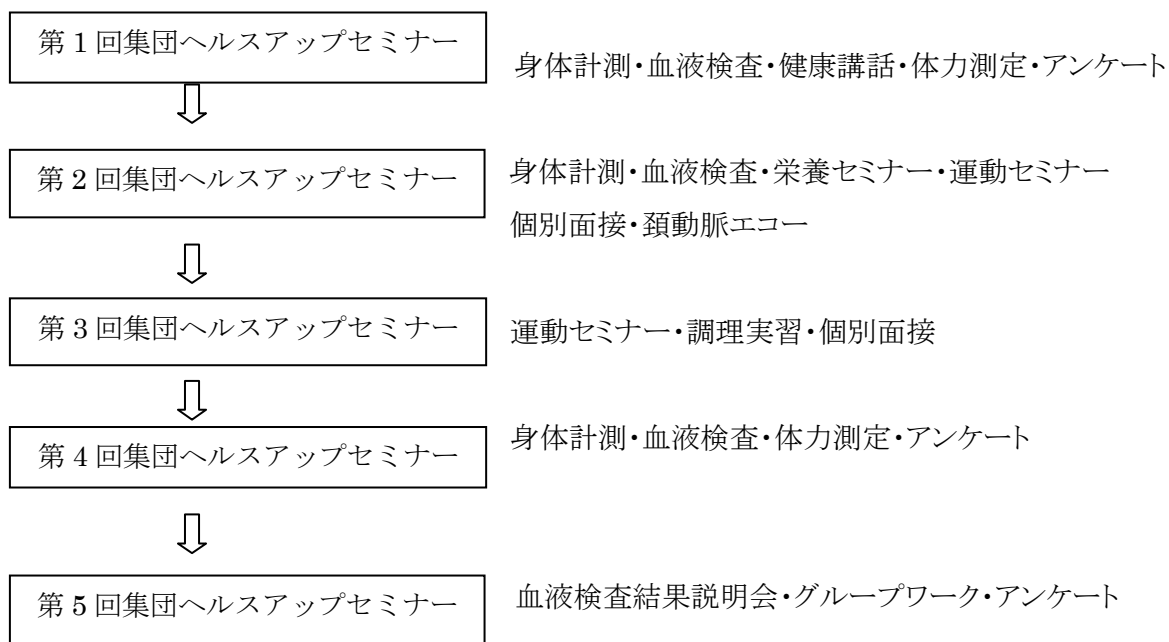 第1回集団ヘルスアップセミナー
身体計測・血液検査・健康講話・体力測定・アンケート
第2回集団ヘルスアップセミナー
身体計測・血液検査・栄養セミナー・運動セミナー
個別面接・頚動脈エコー
第3回集団ヘルスアップセミナー
運動セミナー・調理実習・個別面接
第4回集団ヘルスアップセミナー
身体計測・血液検査・体力測定・アンケート
第5回集団ヘルスアップセミナー
血液検査結果説明会・グループワーク・アンケート